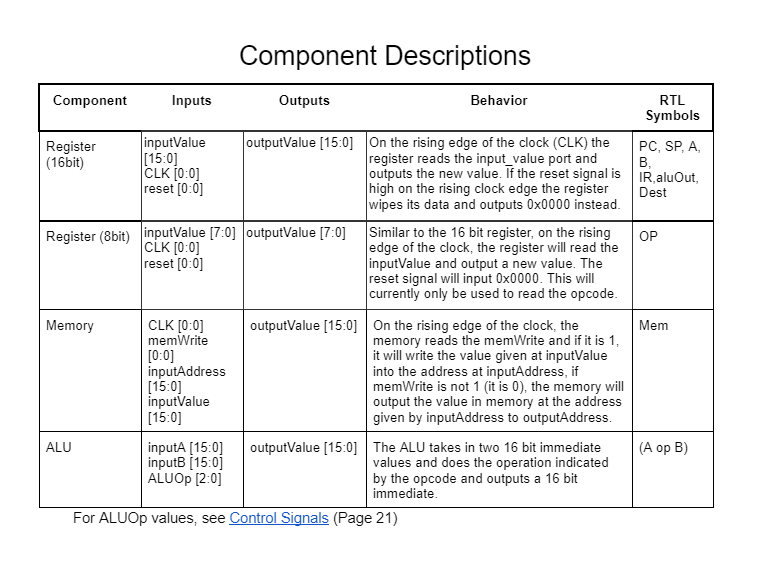 Component Descriptions
Component Inputs Outputs Behavior RTL Symbols
Register (16bit)
inputValue
[15:0]
CLK [0:0]
reset [0:0]
outputValue [15:0]
On the rising edge of the clock (CLK) the
register reads the input_value port and
outputs the new value. If the reset signal is
high on the rising clock edge the register
wipes its data and outputs 0x0000 instead.
PC, SP, A,
B,
IR,aluOut,
Dest
Register (8bit)
inputValue [7:0]
CLK [0:0]
reset [0:0]
outputValue [7:0]
Similar to the 16 bit register, on the rising
edge of the clock, the register will read the
inputValue and output a new value. The
reset signal will input 0x0000. This will
currently only be used to read the opcode.
OP
Memory
CLK [0:0]
memWrite
[0:0]
inputAddress
[15:0]
inputValue
[15:0]
outputValue [15:0]
On the rising edge of the clock, the
memory reads the memWrite and if it is 1,
it will write the value given at inputValue
into the address at inputAddress, if
memWrite is not 1 (it is 0), the memory will
output the value in memory at the address
given by inputAddress to outputAddress.
Mem
ALU
inputA [15:0]
inputB [15:0]
ALUOp [2:0]
outputValue [15:0]
The ALU takes in two 16 bit immediate
values and does the operation indicated
by the opcode and outputs a 16 bit
immediate.
(A op B)
For ALUOp values, see Control Signals (Page 21)